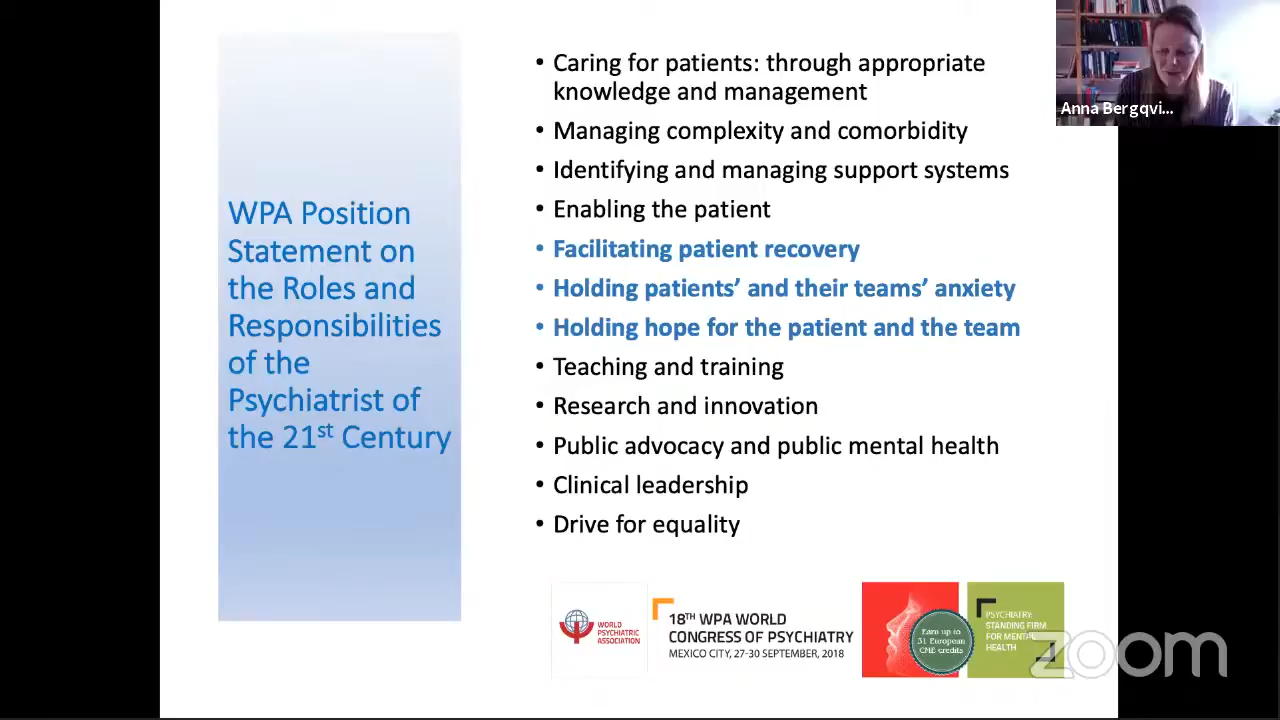 WPA Position
Statement on
the Roles and
Responsibilities
of the
Psychiatrist of
the 21st Century
• Caring for patients: through appropriate
knowledge and management
• Managing complexity and comorbidity
• Identifying and managing support systems
• Enabling the patient
• Facilitating patient recovery
• Holding patients’ and their teams’ anxiety
• Holding hope for the patient and the team
• Teaching and training
• Research and innovation
• Public advocacy and public mental health
• Clinical leadership
• Drive for equality
Anna Bergqvi...
WORLD
PSYCHIATRIC
ASSOCIATION
18TH WPA WORLD
CONGRESS OF PSYCHIATRY
MEXICO CITY, 27-30 SEPTEMBER, 2018
Earn up to
31 European
CME credits
PSYCHIATRY:
STANDING FIRM
FOR MENTAL
HEALTH
zoom